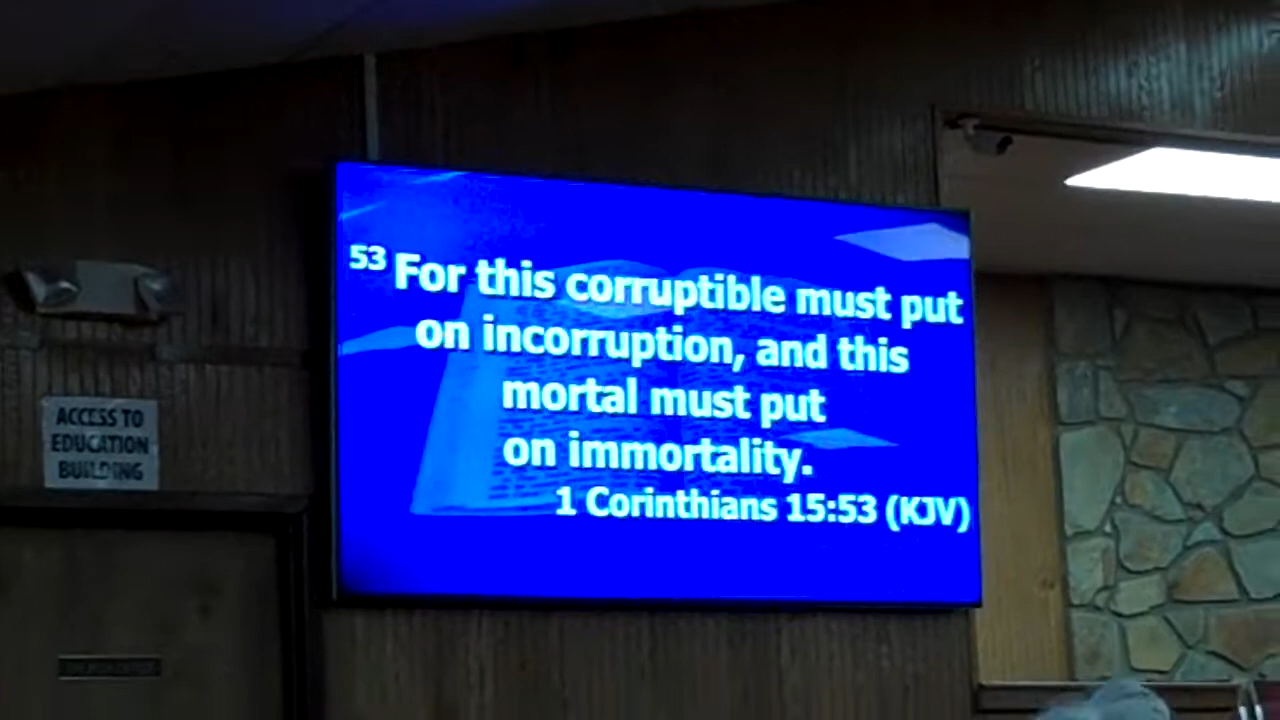 53 For this corruptible must put
on incorruption, and this
mortal must put
on immortality.
1 Corinthians 15:53 (KJV)
ACCESS TO
EDUCATION
BUILDING